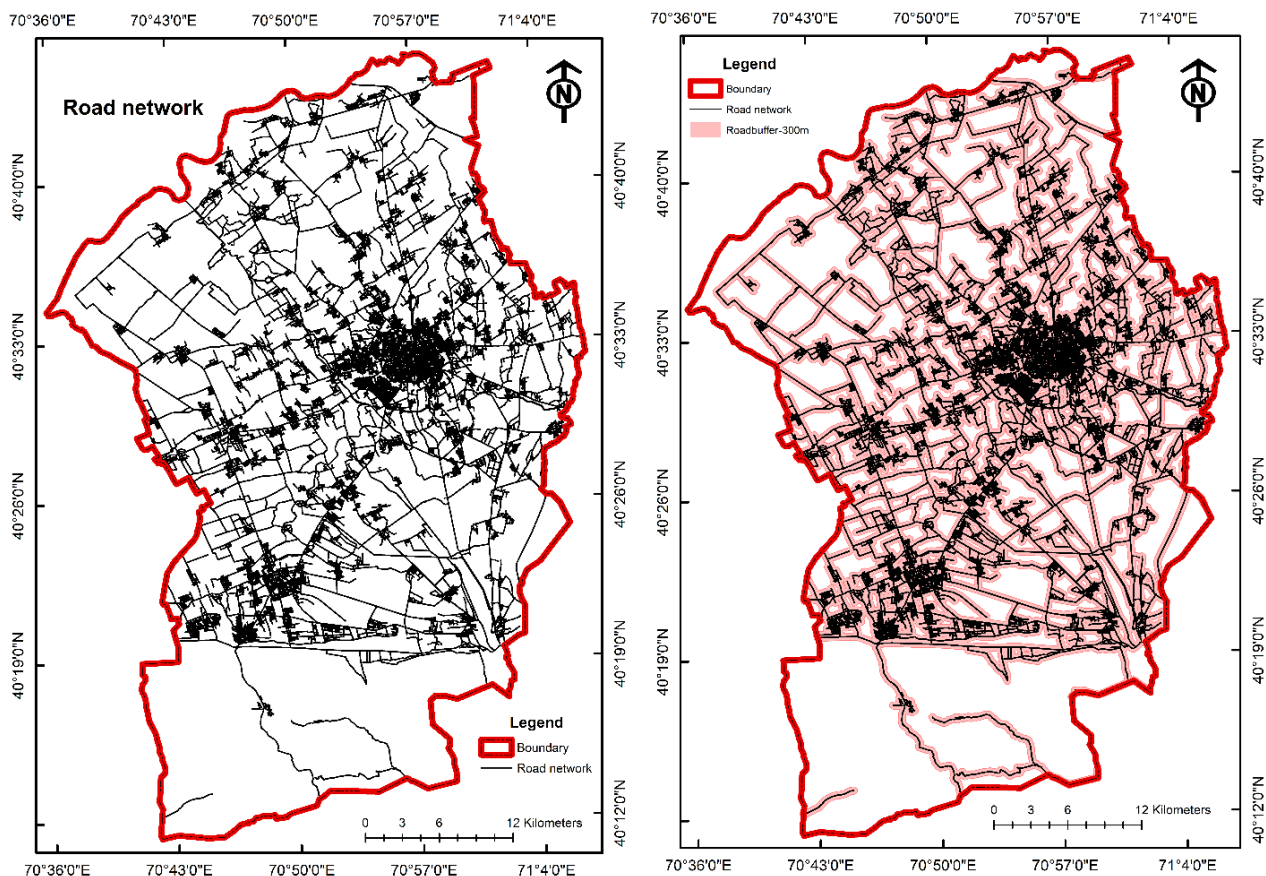 70°36'0"E 70°43'0"E 70°50'0"E 70°57'0"E 71°4'0"E
Road network
N
40°40'0"N 40°40'0"N
40°33'0"N 40°33'0"N
40°26'0"N 40°26'0"N
40°19'0"N 40°19'0"N
40°12'0"N
Legend
Boundary
Road network
0 3 6 12 Kilometers
70°36'0"E 70°43'0"E 70°50'0"E 70°57'0"E 71°4'0"E
70°36'0"E 70°43'0"E 70°50'0"E 70°57'0"E 71°4'0"E
Legend
Boundary
Road network
Roadbuffer-300m
N
40°40'0"N 40°40'0"N
40°33'0"N 40°33'0"N
40°26'0"N 40°26'0"N
40°19'0"N 40°19'0"N
40°12'0"N
0 3 6 12 Kilometers
70°36'0"E 70°43'0"E 70°50'0"E 70°57'0"E 71°4'0"E